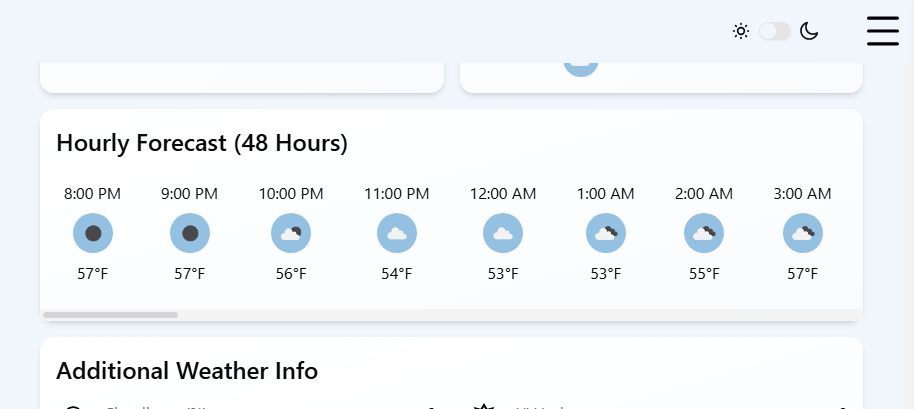 Hourly Forecast (48 Hours)
8:00 PM 9:00 PM 10:00 PM 11:00 PM 12:00 AM 1:00 AM 2:00 AM 3:00 AM
57°F 57°F 56°F 54°F 53°F 53°F 55°F 57°F
Additional Weather Info